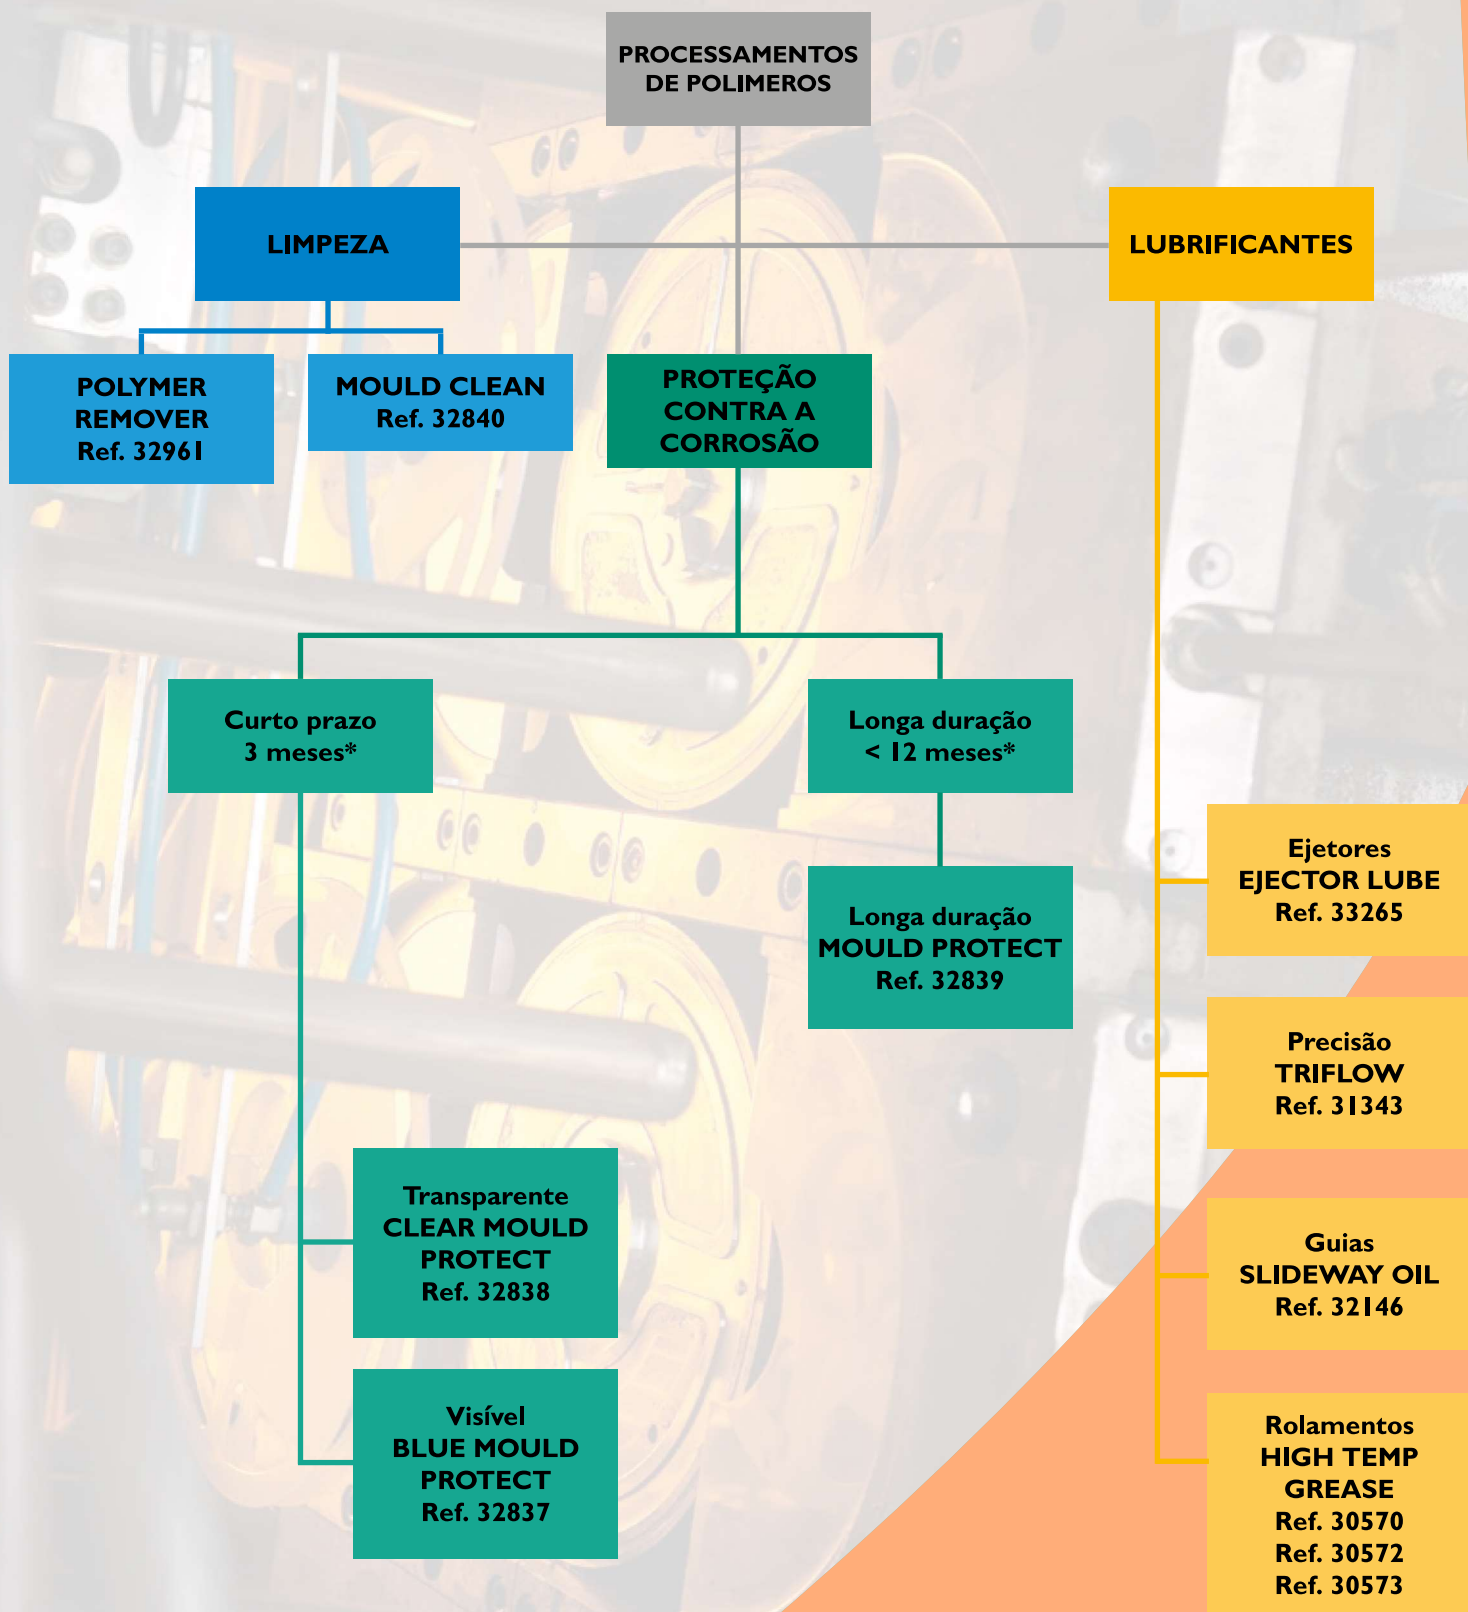 PROCESSAMENTOS
DE POLIMEROS
LIMPEZA
LUBRIFICANTES
POLYMER
REMOVER
Ref. 32961
MOULD CLEAN
Ref. 32840
PROTEÇÃO
CONTRA A
CORROSÃO
Curto prazo
3 meses*
Longa duração
< 12 meses*
Longa duração
MOULD PROTECT
Ref. 32839
Transparente
CLEAR MOULD
PROTECT
Ref. 32838
Visível
BLUE MOULD
PROTECT
Ref. 32837
Ejetores
EJECTOR LUBE
Ref. 33265
Precisão
TRIFLOW
Ref. 31343
Guias
SLIDEWAY OIL
Ref. 32146
Rolamentos
HIGH TEMP
GREASE
Ref. 30570
Ref. 30572
Ref. 30573